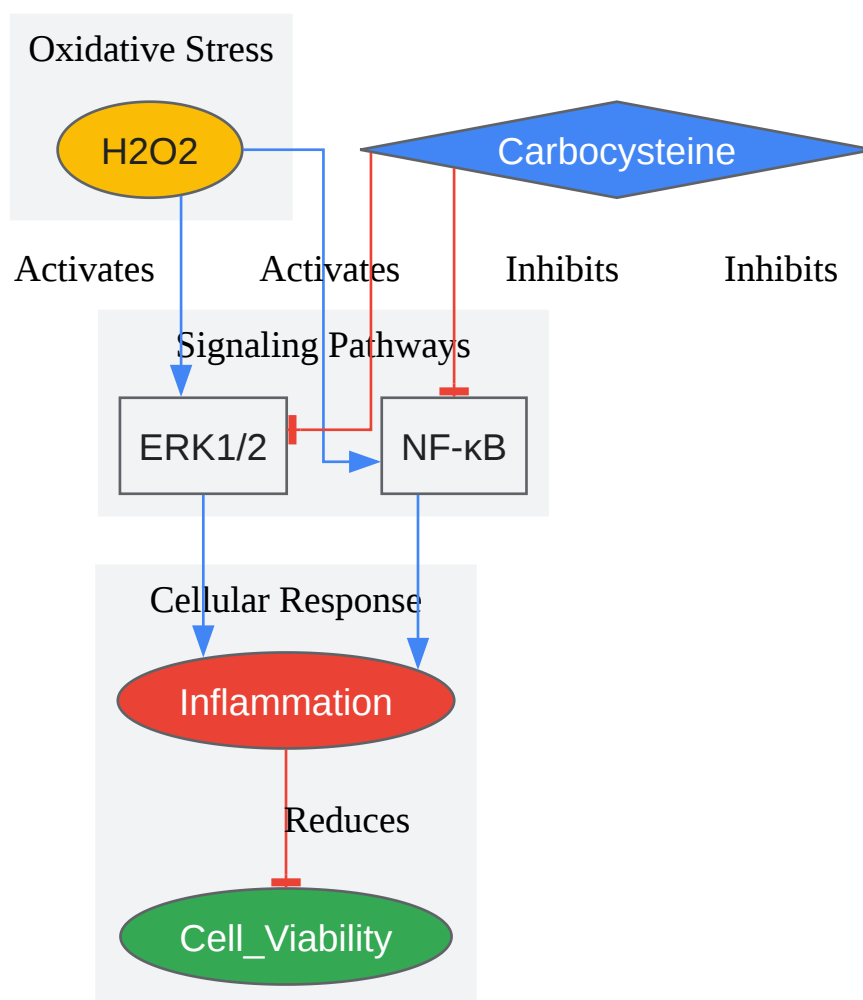 Oxidative Stress
H2O2
Carbocysteine
Activates
Activates
Inhibits
Inhibits
Signaling Pathways
ERK1/2
NF-κB
Cellular Response
Inflammation
Reduces
Cell_Viability